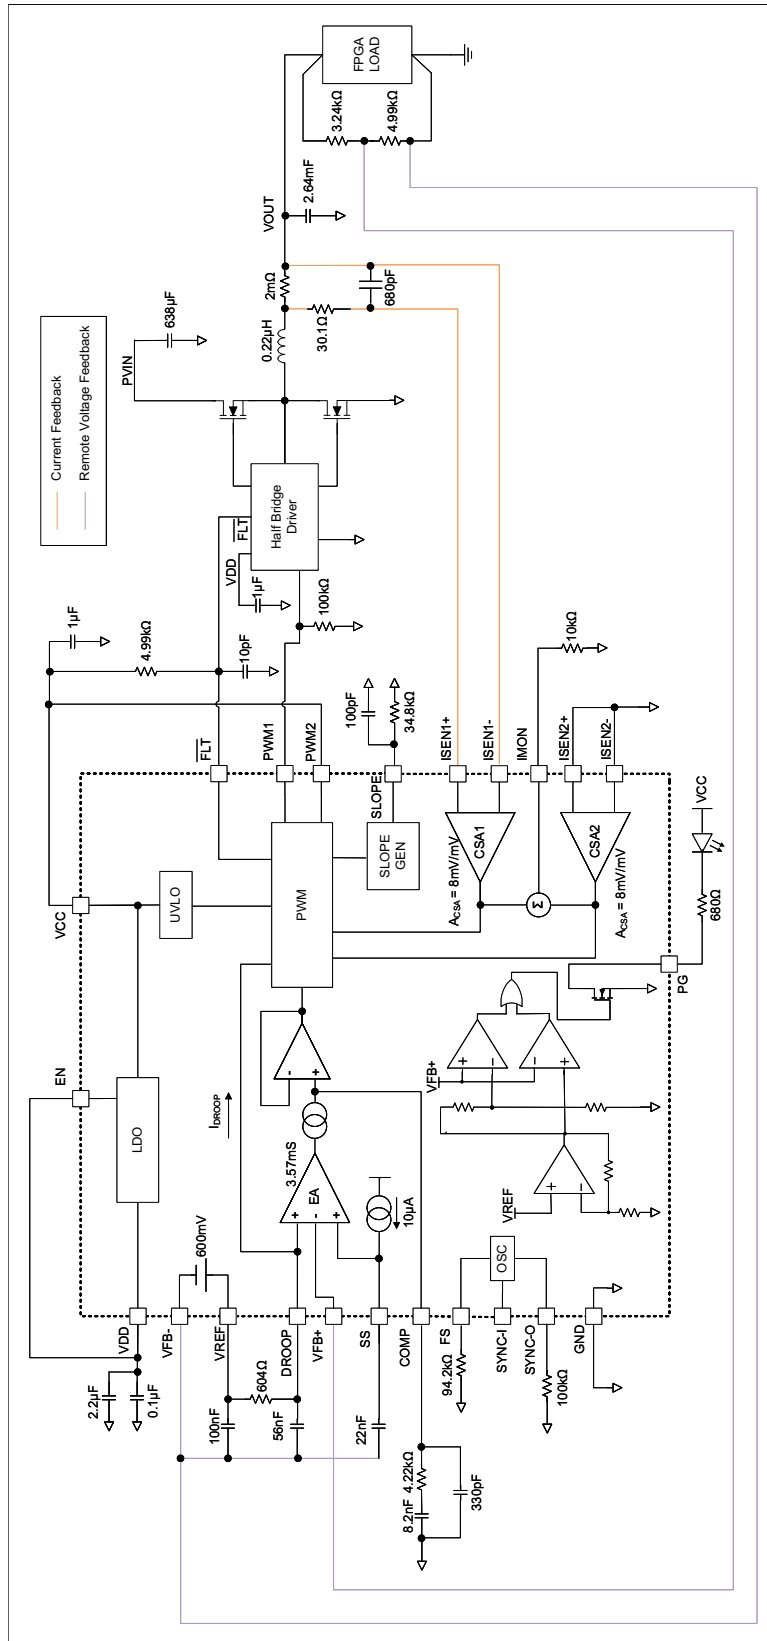 FPGA
LOAD
3.24kΩ
4.99kΩ
VOUT
2.64mF
2mΩ
680pF
30.1Ω
0.22µH
PVIN
638µF
Current Feedback
Remote Voltage Feedback
Half Bridge
Driver
FLT
VDD
1µF
100kΩ
1µF
4.99kΩ
10pF
100pF
34.8kΩ
10kΩ
FLT
PWM1
PWM2
SLOPE
ISEN1+
ISEN1-
IMON
ISEN2+
ISEN2-
VCC
UVLO
PWM
SLOPE
GEN
CSA1
ACSA = 8mV/mV
Σ
CSA2
ACSA = 8mV/mV
VCC
680Ω
PG
EN
LDO
IDROOP
-
+
3.57mS
EA
+
-
+
10µA
VFB+
+
-
-
+
VREF
+
-
600mV
OSC
VDD
VFB-
VREF
DROOP
VFB+
SS
COMP
FS
SYNC-I
SYNC-O
GND
2.2µF
0.1µF
100nF
604Ω
56nF
22nF
8.2nF
4.22kΩ
330pF
94.2kΩ
100kΩ